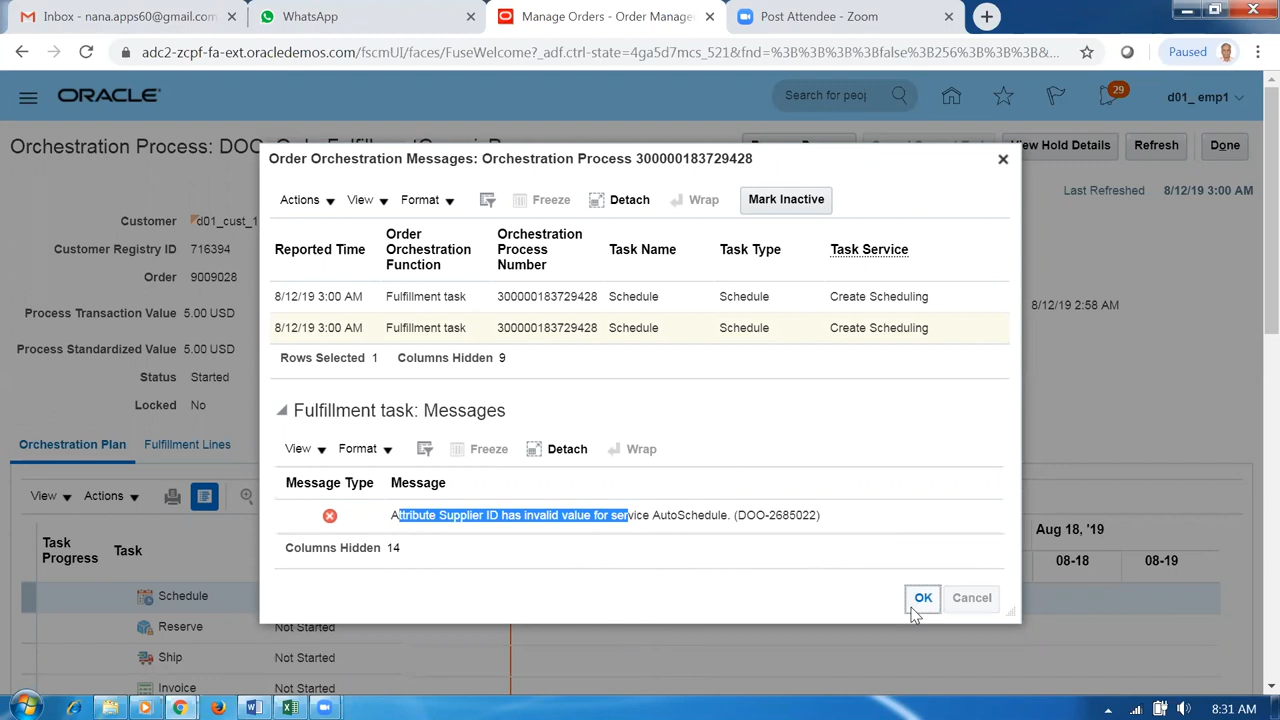 Inbox - nana.apps60@gmail.com
WhatsApp
Manage Orders - Order Manage
Post Attendee - Zoom
adc2-zcpf-fa-ext.oracledemos.com/fscmUI/faces/FuseWelcome?_adf.ctrl-state=4ga5d7mcs_521&fnd=%3B%3B%3B%3Bfalse%3B256%3B%3B%3B&...
Paused
ORACLE
Search for peop
29
d01_ emp1
Orchestration Process: DOO
View Hold Details
Refresh
Done
Last Refreshed 8/12/19 3:00 AM
Customer d01_cust_1
Customer Registry ID 716394
Order 9009028
Process Transaction Value 5.00 USD
Process Standardized Value 5.00 USD
Status Started
Locked No
8/12/19 2:58 AM
Order Orchestration Messages: Orchestration Process 300000183729428
Actions View Format Freeze Detach Wrap Mark Inactive
Reported Time Order Orchestration Function Orchestration Process Number Task Name Task Type Task Service
8/12/19 3:00 AM Fulfillment task 300000183729428 Schedule Schedule Create Scheduling
8/12/19 3:00 AM Fulfillment task 300000183729428 Schedule Schedule Create Scheduling
Rows Selected 1 Columns Hidden 9
Fulfillment task: Messages
View Format Freeze Detach Wrap
Message Type Message
Attribute Supplier ID has invalid value for service AutoSchedule. (DOO-2685022)
Columns Hidden 14
OK Cancel
Orchestration Plan Fulfillment Lines
View Actions
Task Progress Task
Aug 18, 19
08-18 08-19
Schedule
Reserve Not Started
Ship Not Started
Invoice Not Started
8:31 AM